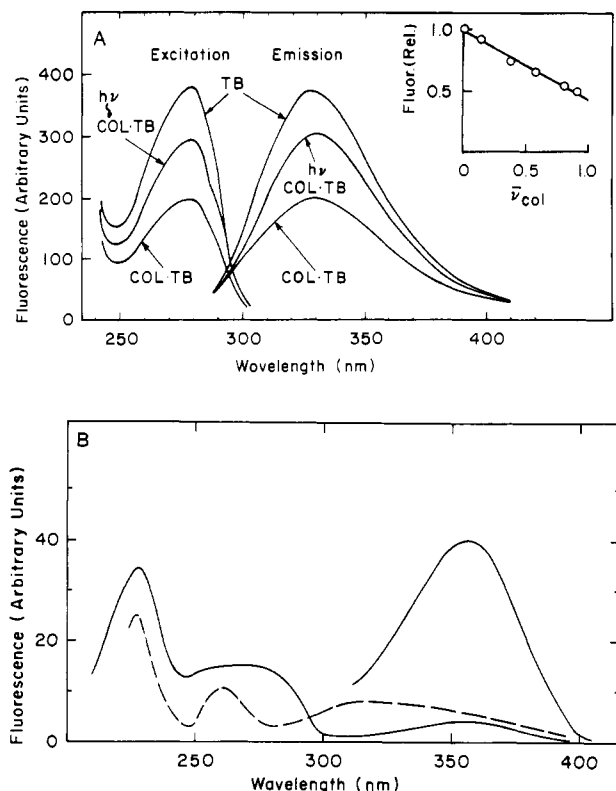 A
Excitation Emission
TB
hν
COL·TB
hν
COL·TB
COL·TB
COL·TB
Fluorescence (Arbitrary Units)
400
300
200
100
0
250 300 350 400
Wavelength (nm)
Fluor.(Rel.)
1.0
0.5
0 0.5 1.0
ν̄col
B
Fluorescence (Arbitrary Units)
40
20
0
250 300 350 400
Wavelength (nm)